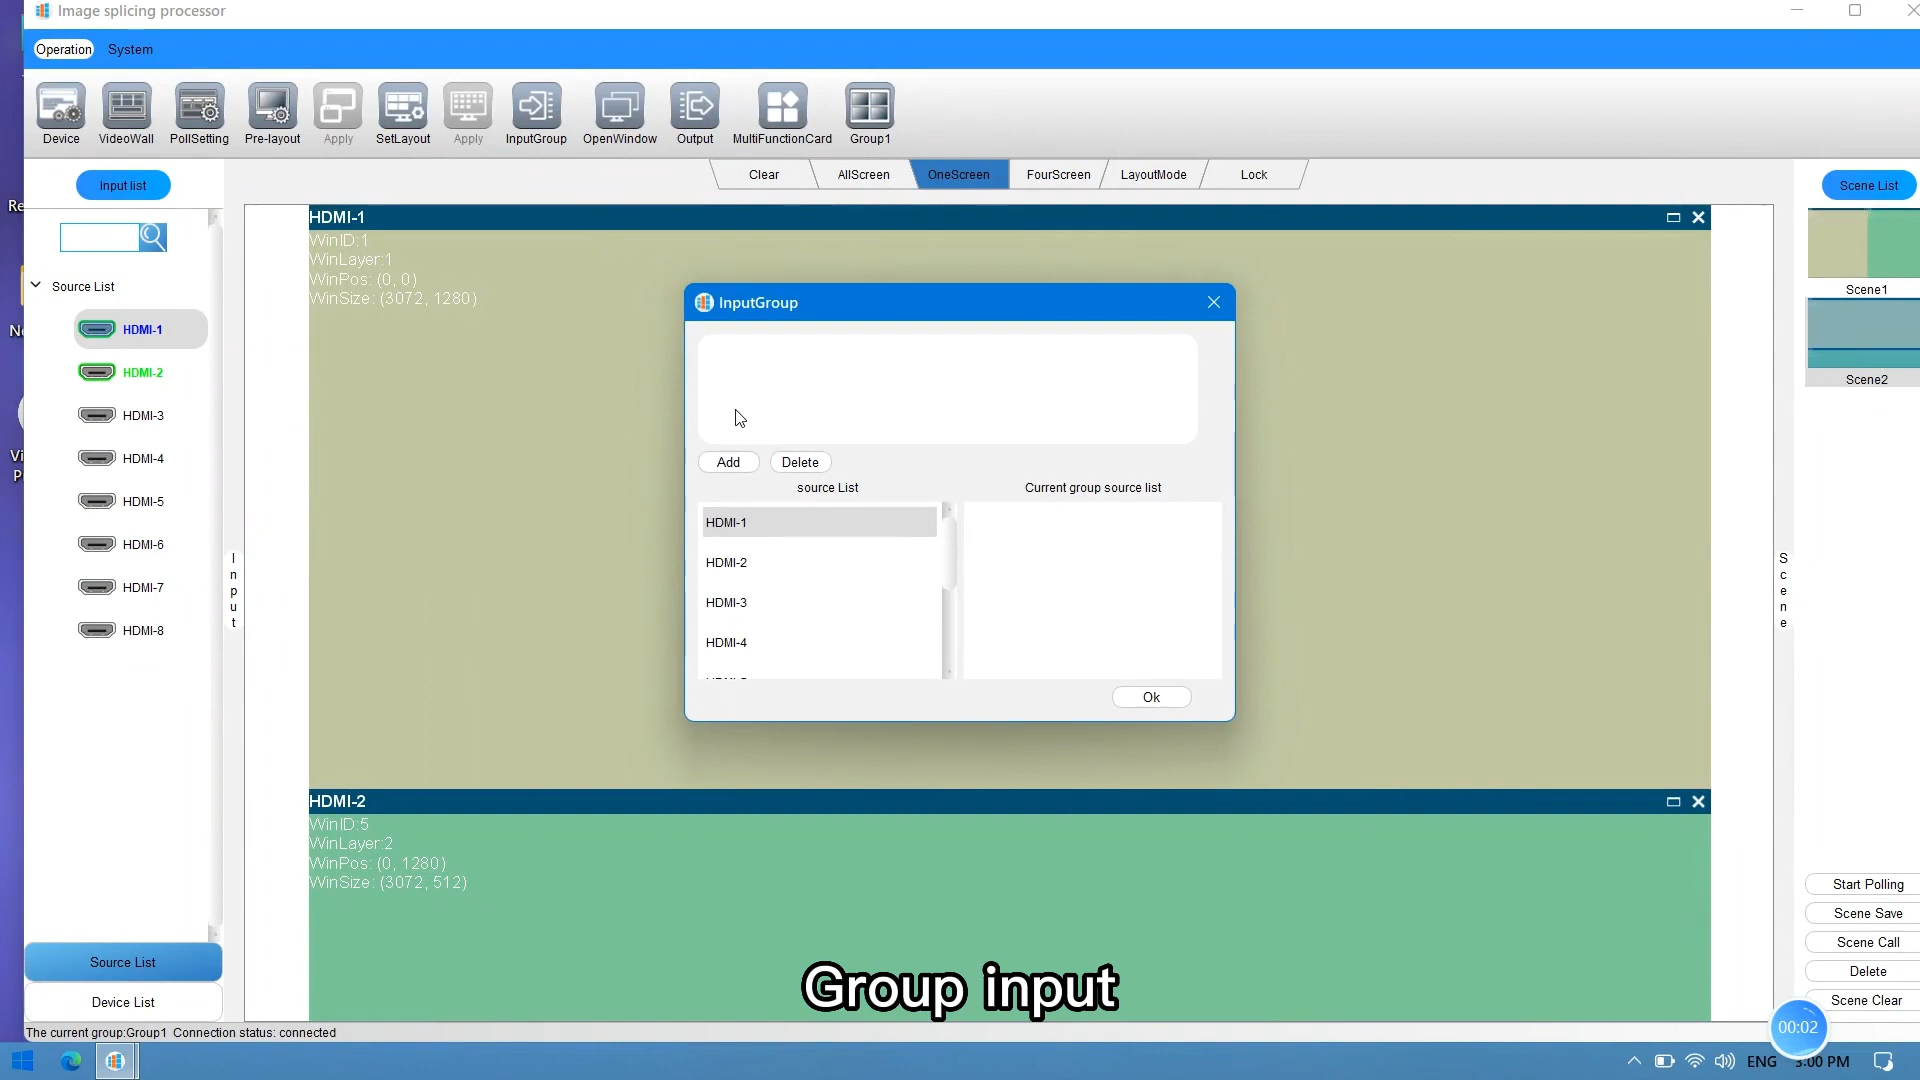 Image splicing processor
Operation System
Device VideoWall PollSetting Pre-layout Apply SetLayout Apply InputGroup OpenWindow Output MultiFunctionCard Group1
Input list
Clear AllScreen OneScreen FourScreen LayoutMode Lock
Scene List
Source List
HDMI-1
HDMI-2
HDMI-3
HDMI-4
HDMI-5
HDMI-6
HDMI-7
HDMI-8
Source List
Device List
Input
HDMI-1
WinID:1
WinLayer:1
WinPos: (0, 0)
WinSize: (3072, 1280)
InputGroup
Add Delete
source List
Current group source list
HDMI-1
HDMI-2
HDMI-3
HDMI-4
Ok
HDMI-2
WinID:5
WinLayer:2
WinPos: (0, 1280)
WinSize: (3072, 512)
Group input
Scene
Scene1
Scene2
Start Polling
Scene Save
Scene Call
Delete
Scene Clear
00:02
The current group:Group1 Connection status: connected
ENG 3:00 PM